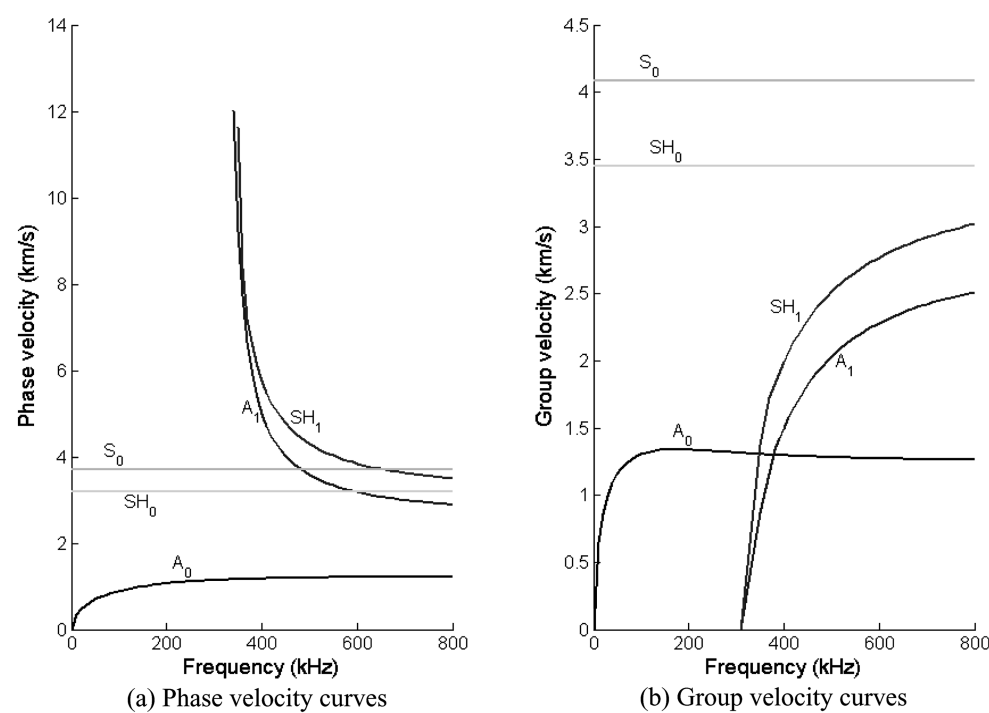 14
12
10
8
6
4
2
0
Phase velocity (km/s)
A1
SH1
S0
SH0
A0
0 200 400 600 800
Frequency (kHz)
(a) Phase velocity curves
4.5
4
3.5
3
2.5
2
1.5
1
0.5
0
Group velocity (km/s)
S0
SH0
SH1
A1
A0
0 200 400 600 800
Frequency (kHz)
(b) Group velocity curves